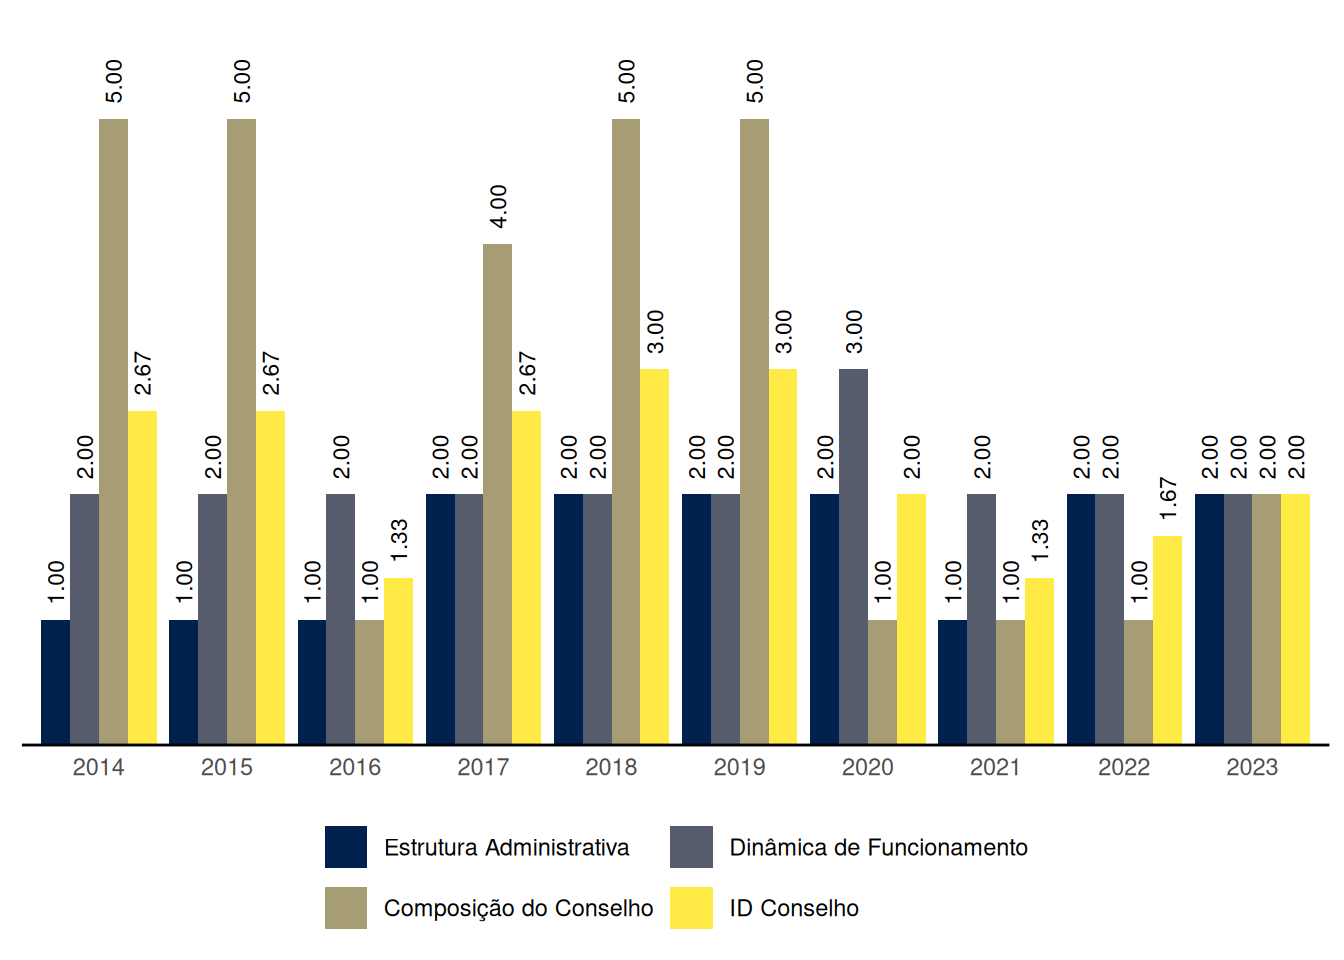 5.00 5.00 5.00 5.00
4.00
3.00 3.00 3.00
2.67 2.67 2.67
2.00 2.00 2.00 2.00 2.00 2.00 2.00 2.00 2.00 2.00 2.00 2.00 2.00 2.00 2.00 2.00 2.00 2.00
1.67
1.33 1.33
1.00 1.00 1.00 1.00 1.00 1.00 1.00 1.00
2014 2015 2016 2017 2018 2019 2020 2021 2022 2023
Estrutura Administrativa Dinâmica de Funcionamento
Composição do Conselho ID Conselho